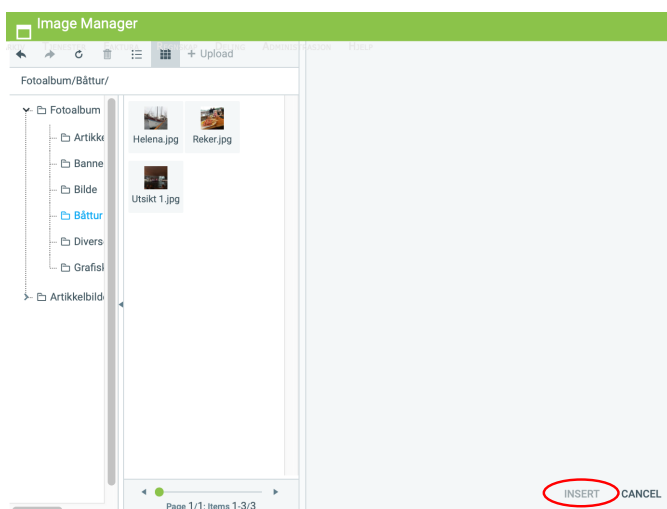 Image Manager
+ Upload
Fotoalbum/Båttur/
Fotoalbum
Artikke
Banne
Bilde
Båttur
Divers
Grafisk
Artikkelbilde
Helena.jpg Reker.jpg
Utsikt 1.jpg
Page 1/1: Items 1-3/3
INSERT CANCEL